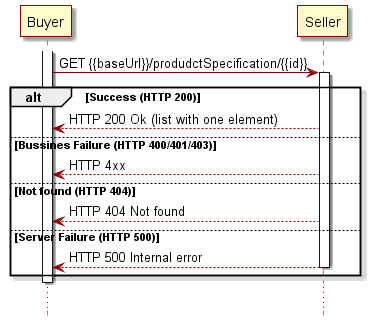 Buyer
Seller
GET {{baseUrl}}/produdctSpecification/{{id}}
alt
[Success (HTTP 200)]
HTTP 200 Ok (list with one element)
[Bussines Failure (HTTP 400/401/403)]
HTTP 4xx
[Not found (HTTP 404)]
HTTP 404 Not found
[Server Failure (HTTP 500)]
HTTP 500 Internal error